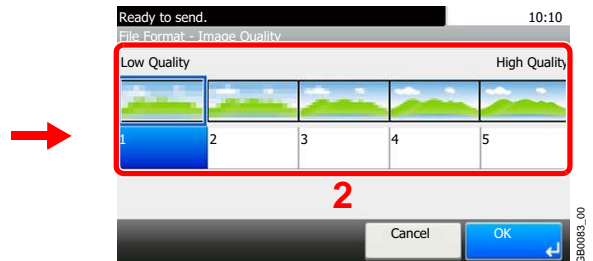 Ready to send. 10:10
File Format - Image Quality
Low Quality High Quality
1 2 3 4 5
2
Cancel OK
GB0083_00